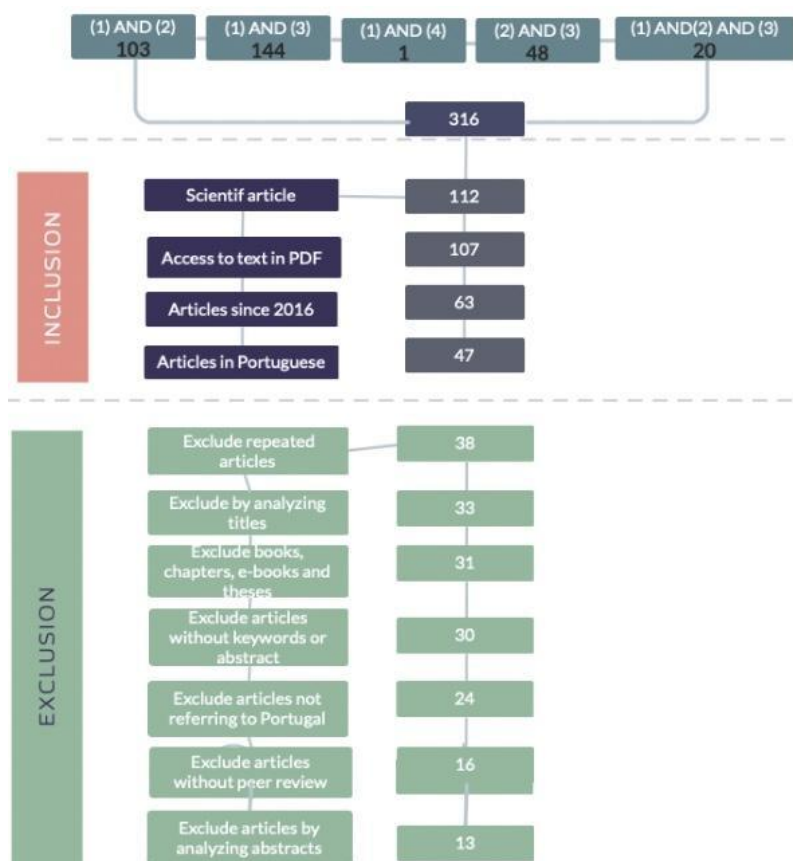 (1) AND (2)
103
(1) AND (3)
144
(1) AND (4)
1
(2) AND (3)
48
(1) AND(2) AND (3)
20
316
INCLUSION
Scientif article
112
Access to text in PDF
107
Articles since 2016
63
Articles in Portuguese
47
EXCLUSION
Exclude repeated
articles
38
Exclude by analyzing
titles
33
Exclude books,
chapters, e-books and
theses
31
Exclude articles
without keywords or
abstract
30
Exclude articles not
referring to Portugal
24
Exclude articles
without peer review
16
Exclude articles by
analyzing abstracts
13